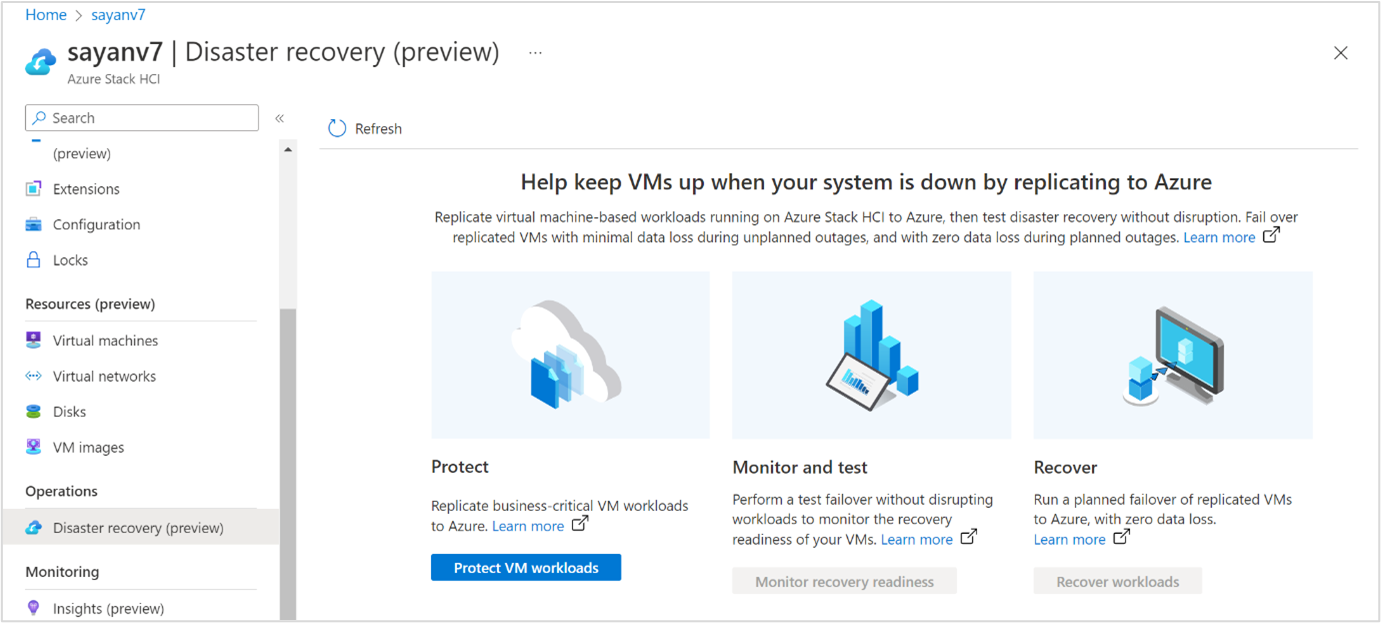 Home > sayanv7
sayanv7 | Disaster recovery (preview) ...
Azure Stack HCI
Search
«
(preview)
Extensions
Configuration
Locks
Resources (preview)
Virtual machines
Virtual networks
Disks
VM images
Operations
Disaster recovery (preview)
Monitoring
Insights (preview)
Refresh
Help keep VMs up when your system is down by replicating to Azure
Replicate virtual machine-based workloads running on Azure Stack HCI to Azure, then test disaster recovery without disruption. Fail over
replicated VMs with minimal data loss during unplanned outages, and with zero data loss during planned outages. Learn more
Protect
Replicate business-critical VM workloads
to Azure. Learn more
Protect VM workloads
Monitor and test
Perform a test failover without disrupting
workloads to monitor the recovery
readiness of your VMs. Learn more
Monitor recovery readiness
Recover
Run a planned failover of replicated VMs
to Azure, with zero data loss.
Learn more
Recover workloads